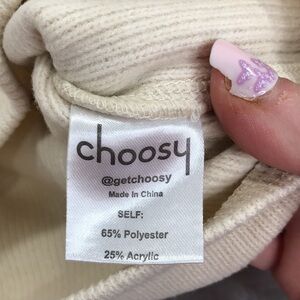 choosy
@getchoosy
Made in China
SELF:
65% Polyester
25% Acrylic